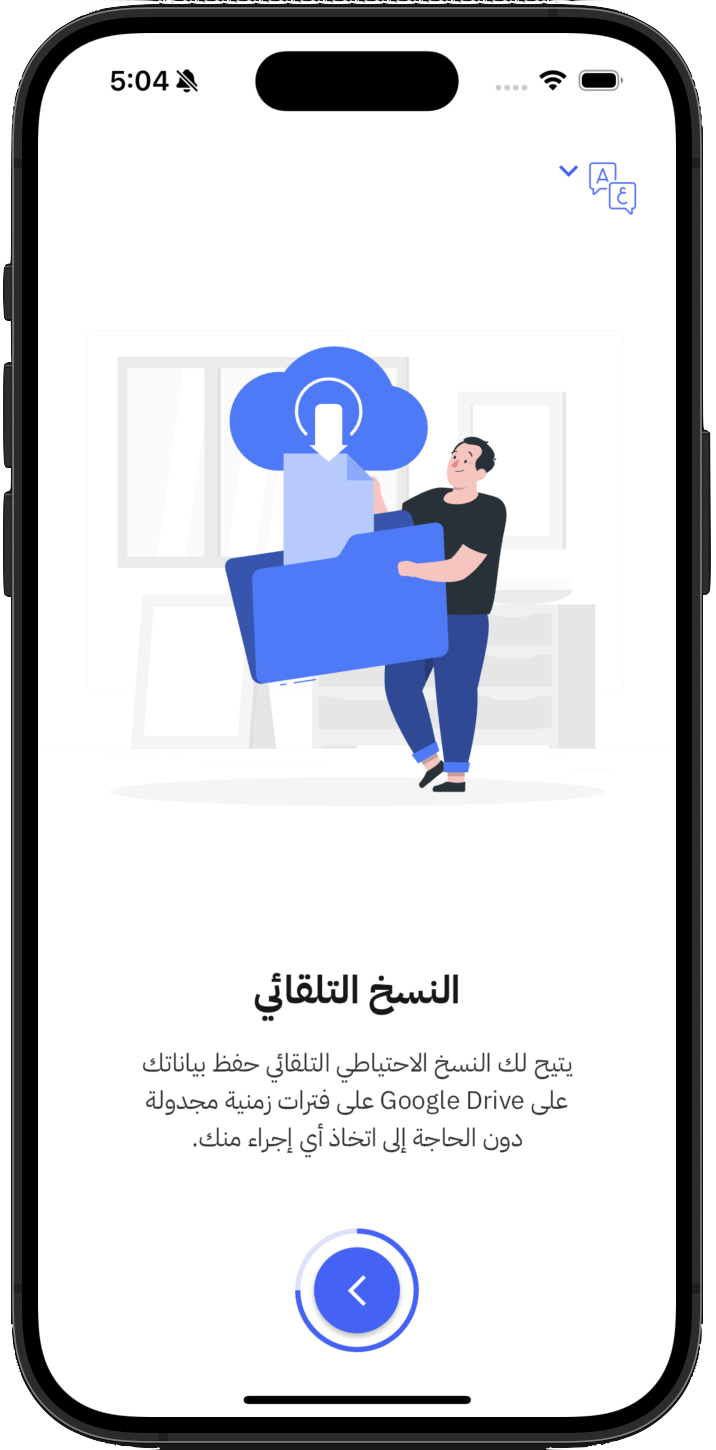 5:04
A
ع
النسخ التلقائي
يتيح لك النسخ الاحتياطي التلقائي حفظ بياناتك
على Google Drive على فترات زمنية مجدولة
دون الحاجة إلى اتخاذ أي إجراء منك.